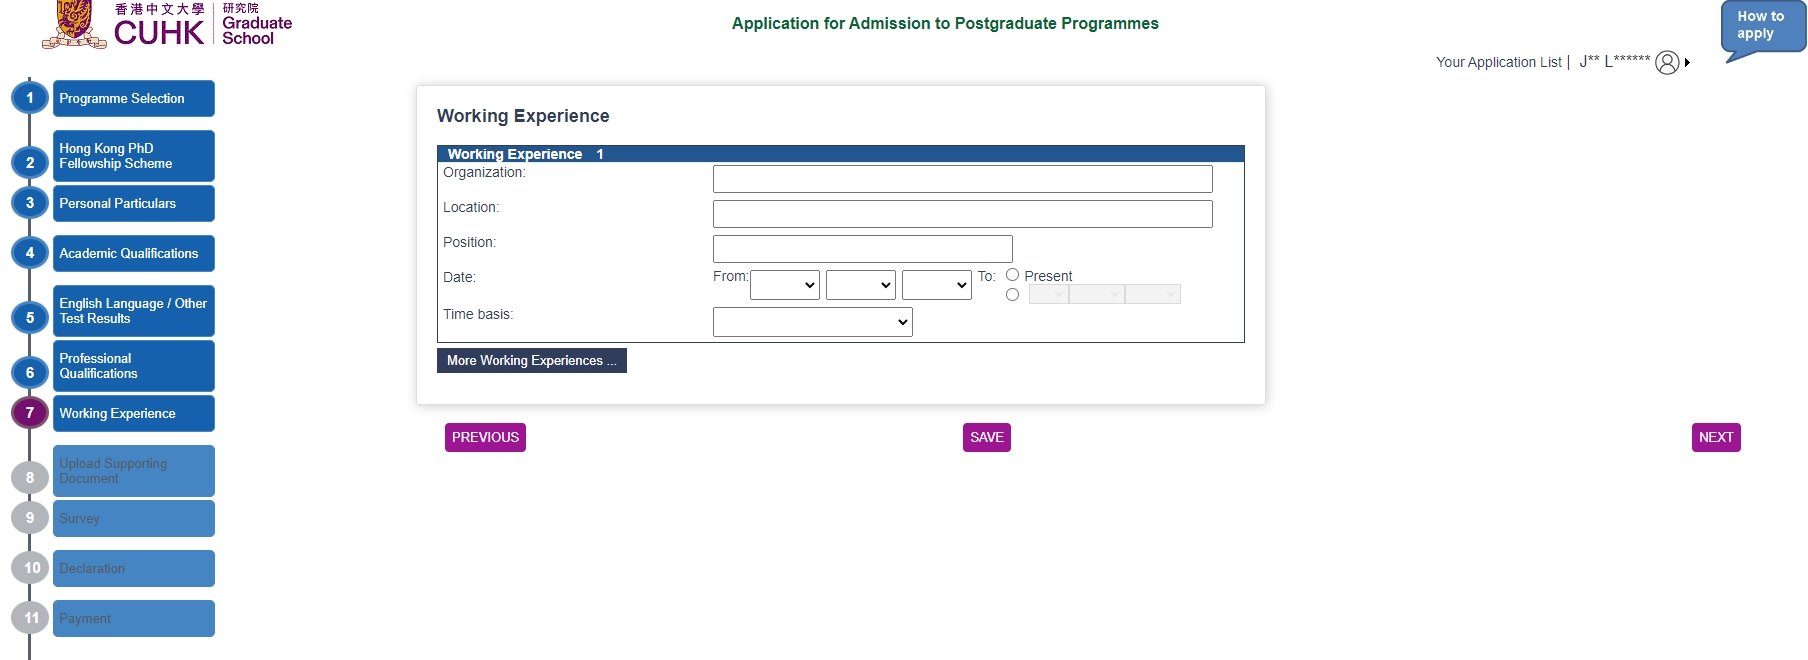 香港中文大學
CUHK
研究院
Graduate
School
Application for Admission to Postgraduate Programmes
How to
apply
Your Application List | J** L******
1 Programme Selection
2 Hong Kong PhD
Fellowship Scheme
3 Personal Particulars
4 Academic Qualifications
5 English Language / Other
Test Results
6 Professional
Qualifications
7 Working Experience
8 Upload Supporting
Document
9 Survey
10 Declaration
11 Payment
Working Experience
Working Experience 1
Organization:
Location:
Position:
Date: From: To: Present
Time basis:
More Working Experiences ...
PREVIOUS SAVE NEXT